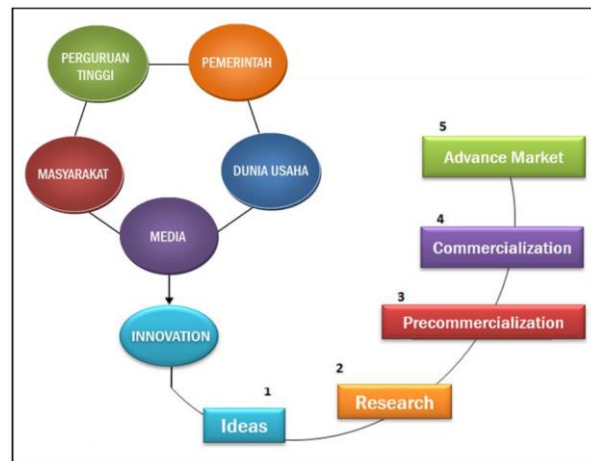 PERGURUAN
TINGGI
PEMERINTAH
MASYARAKAT
DUNIA USAHA
MEDIA
INNOVATION
1
Ideas
2
Research
3
Precommercialization
4
Commercialization
5
Advance Market